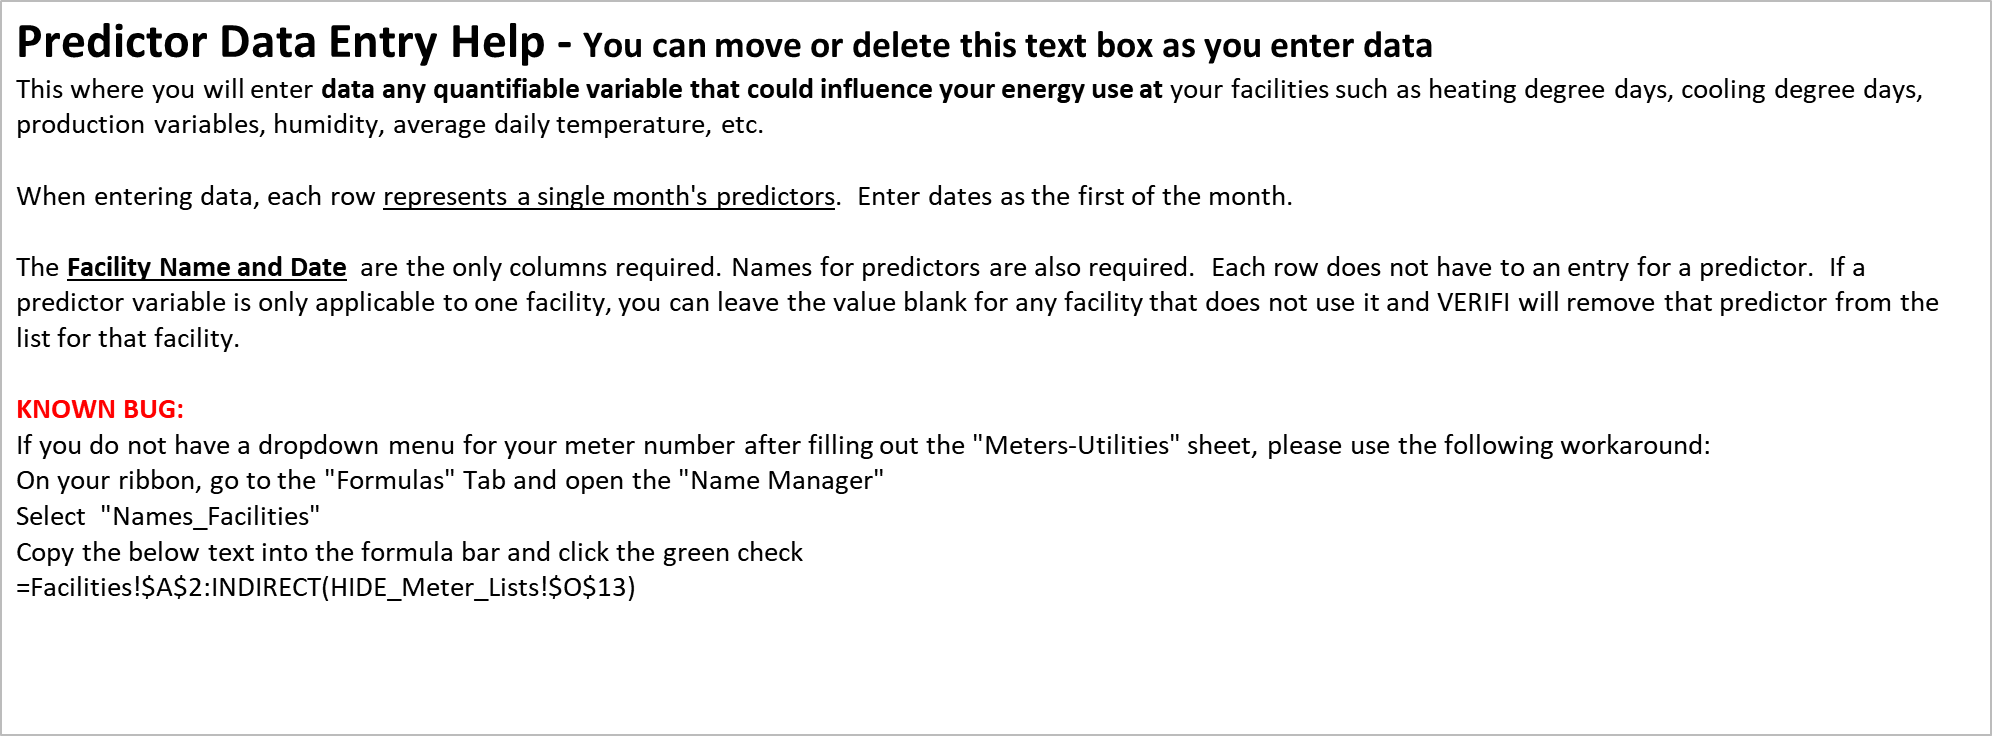 Predictor Data Entry Help - You can move or delete this text box as you enter data
This where you will enter data any quantifiable variable that could influence your energy use at your facilities such as heating degree days, cooling degree days,
production variables, humidity, average daily temperature, etc.
When entering data, each row represents a single month's predictors.  Enter dates as the first of the month.
The Facility Name and Date  are the only columns required. Names for predictors are also required.  Each row does not have to an entry for a predictor.  If a
predictor variable is only applicable to one facility, you can leave the value blank for any facility that does not use it and VERIFI will remove that predictor from the
list for that facility.
KNOWN BUG:
If you do not have a dropdown menu for your meter number after filling out the "Meters-Utilities" sheet, please use the following workaround:
On your ribbon, go to the "Formulas" Tab and open the "Name Manager"
Select  "Names_Facilities"
Copy the below text into the formula bar and click the green check
=Facilities!$A$2:INDIRECT(HIDE_Meter_Lists!$O$13)